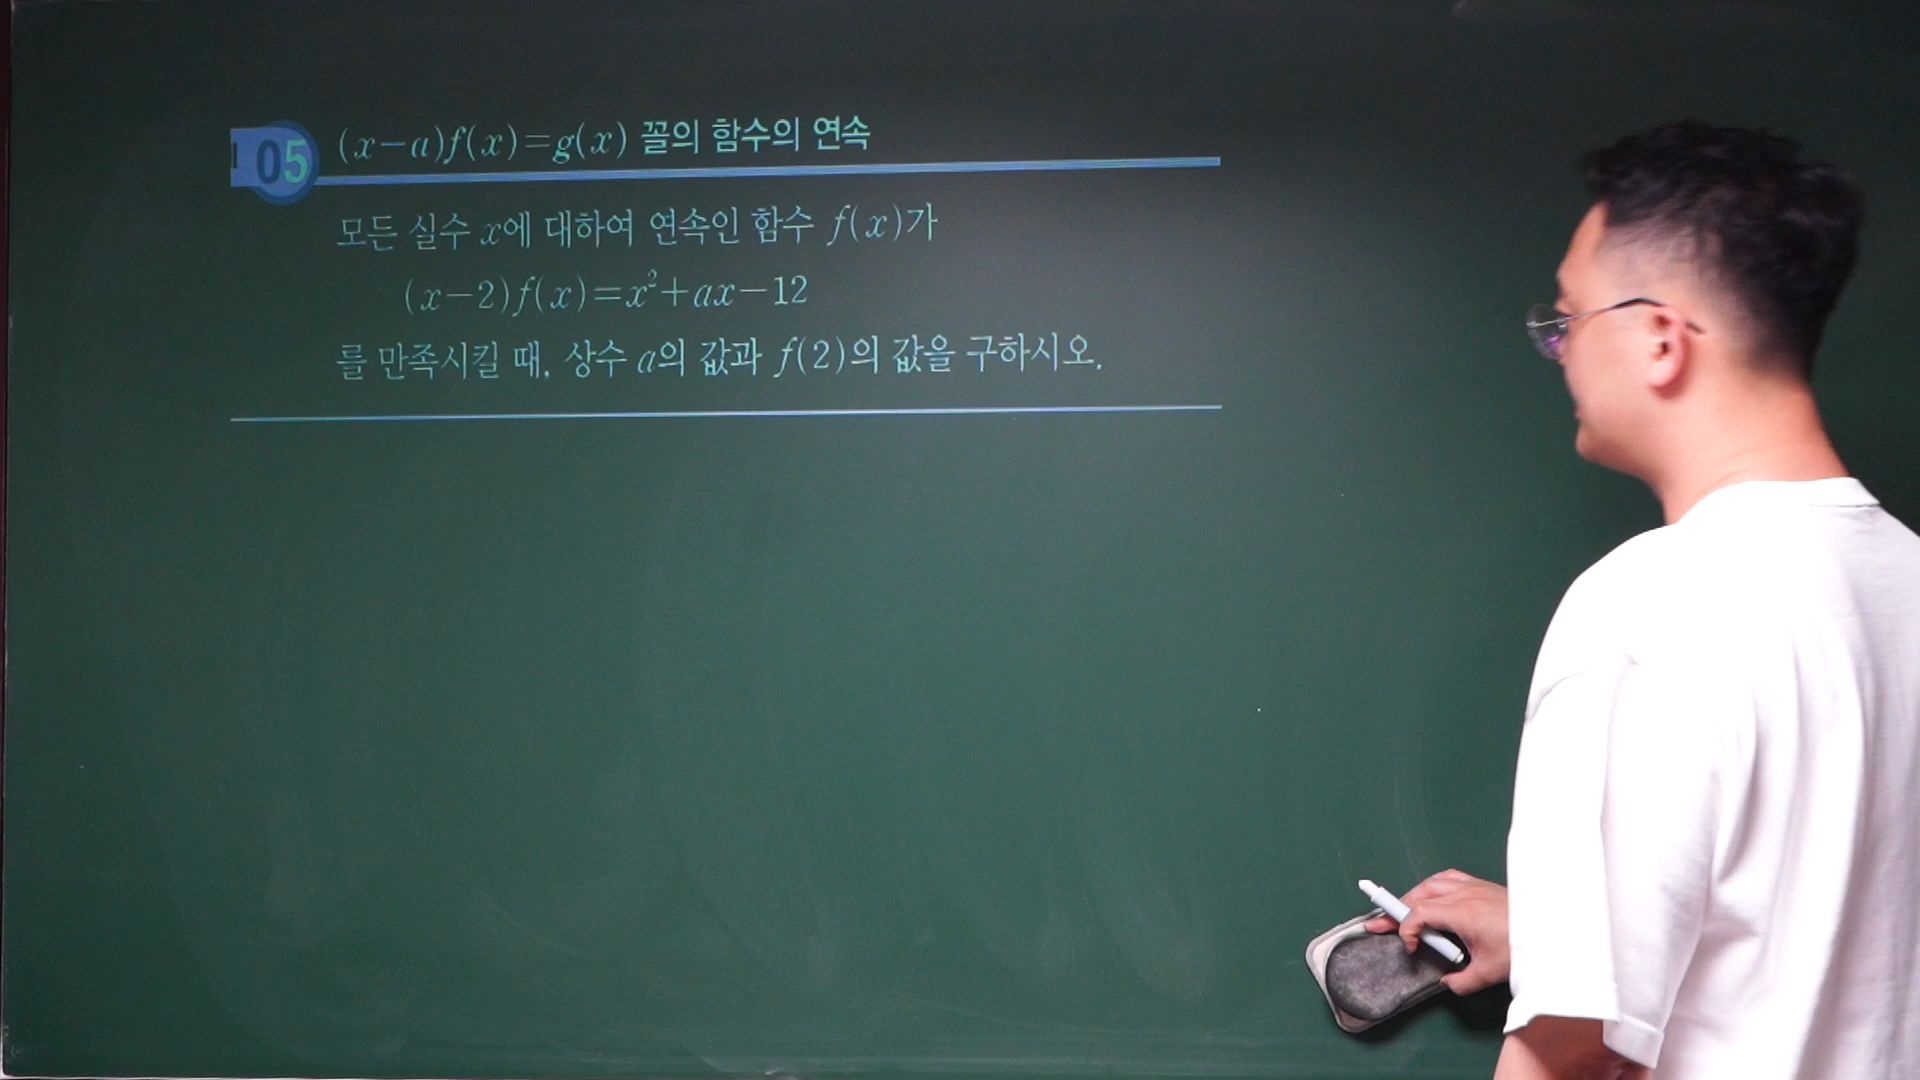 05 (x-a)f(x)=g(x) 꼴의 함수의 연속
모든 실수 x에 대하여 연속인 함수 f(x)가
(x-2)f(x)=x²+ax-12
를 만족시킬 때, 상수 a의 값과 f(2)의 값을 구하시오.